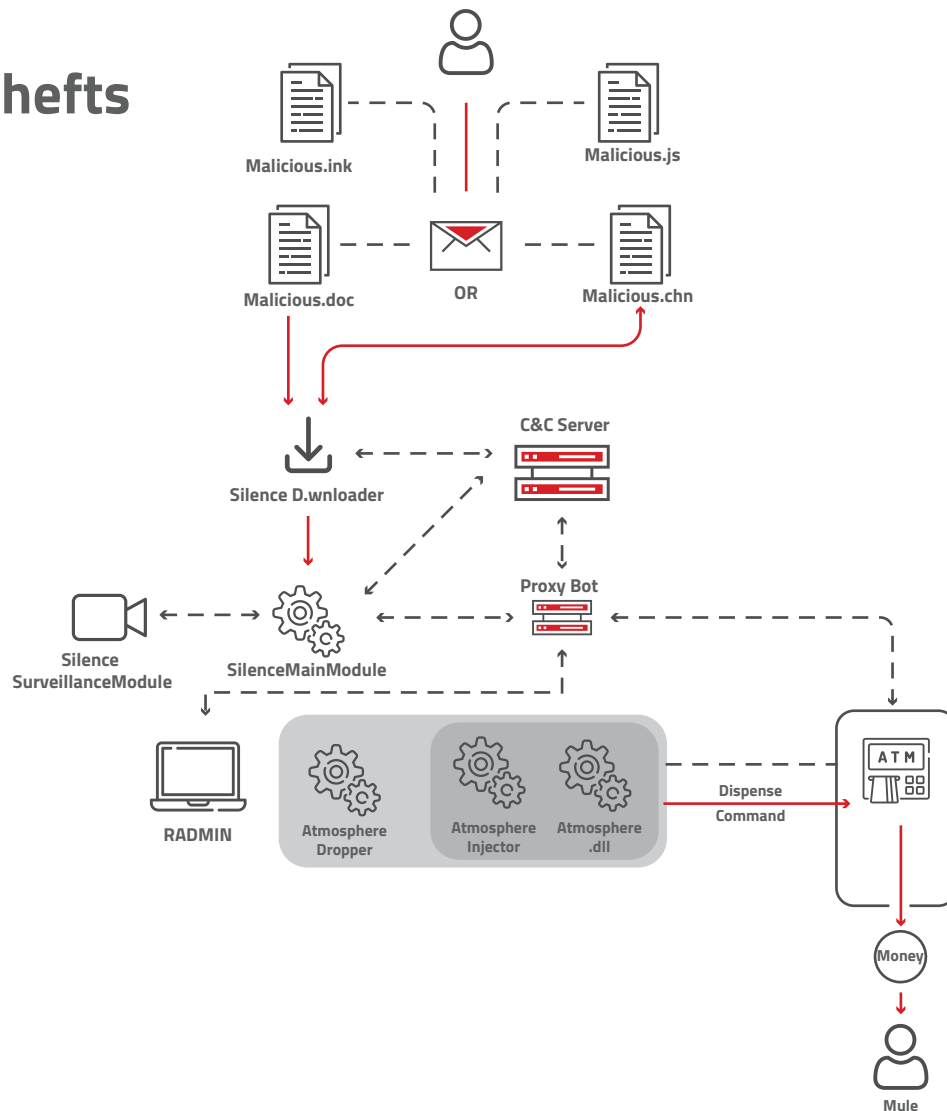 hefts
Malicious.ink
Malicious.js
Malicious.doc
OR
Malicious.chn
C&C Server
Silence D.wnloader
Proxy Bot
Silence
SurveillanceModule
SilenceMainModule
ATM
Dispense
Command
RADMIN
Atmosphere
Dropper
Atmosphere
Injector
Atmosphere
.dll
Money
Mule